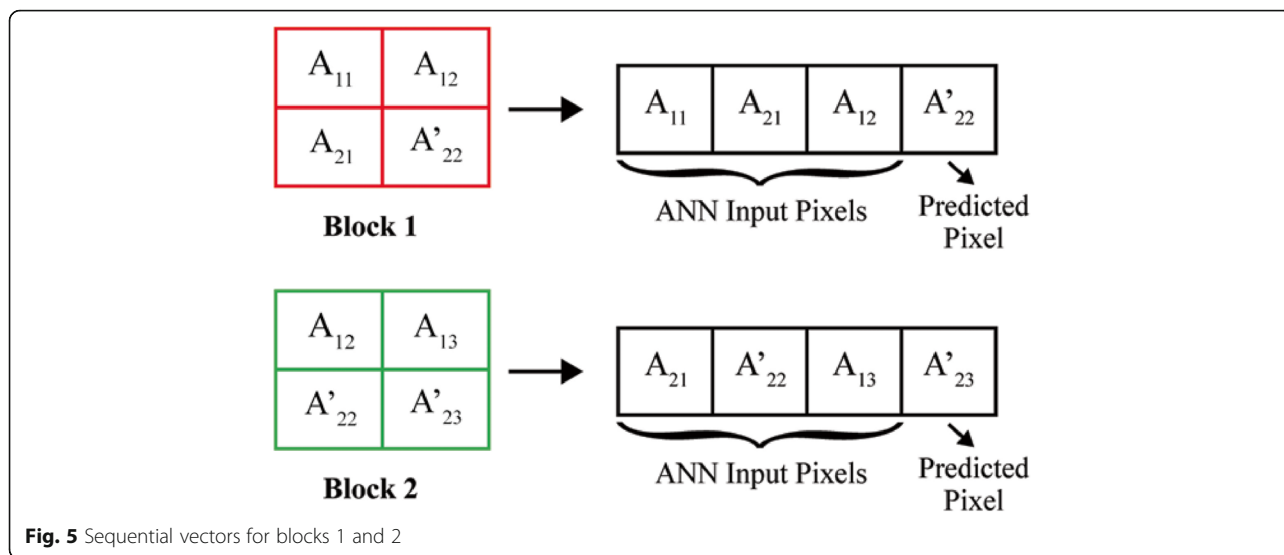 A₁₁ A₁₂
A₂₁ A'₂₂
Block 1
A₁₁ A₂₁ A₁₂ A'₂₂
ANN Input Pixels
Predicted
Pixel
A₁₂ A₁₃
A'₂₂ A'₂₃
Block 2
A₂₁ A'₂₂ A₁₃ A'₂₃
ANN Input Pixels
Predicted
Pixel
Fig. 5 Sequential vectors for blocks 1 and 2